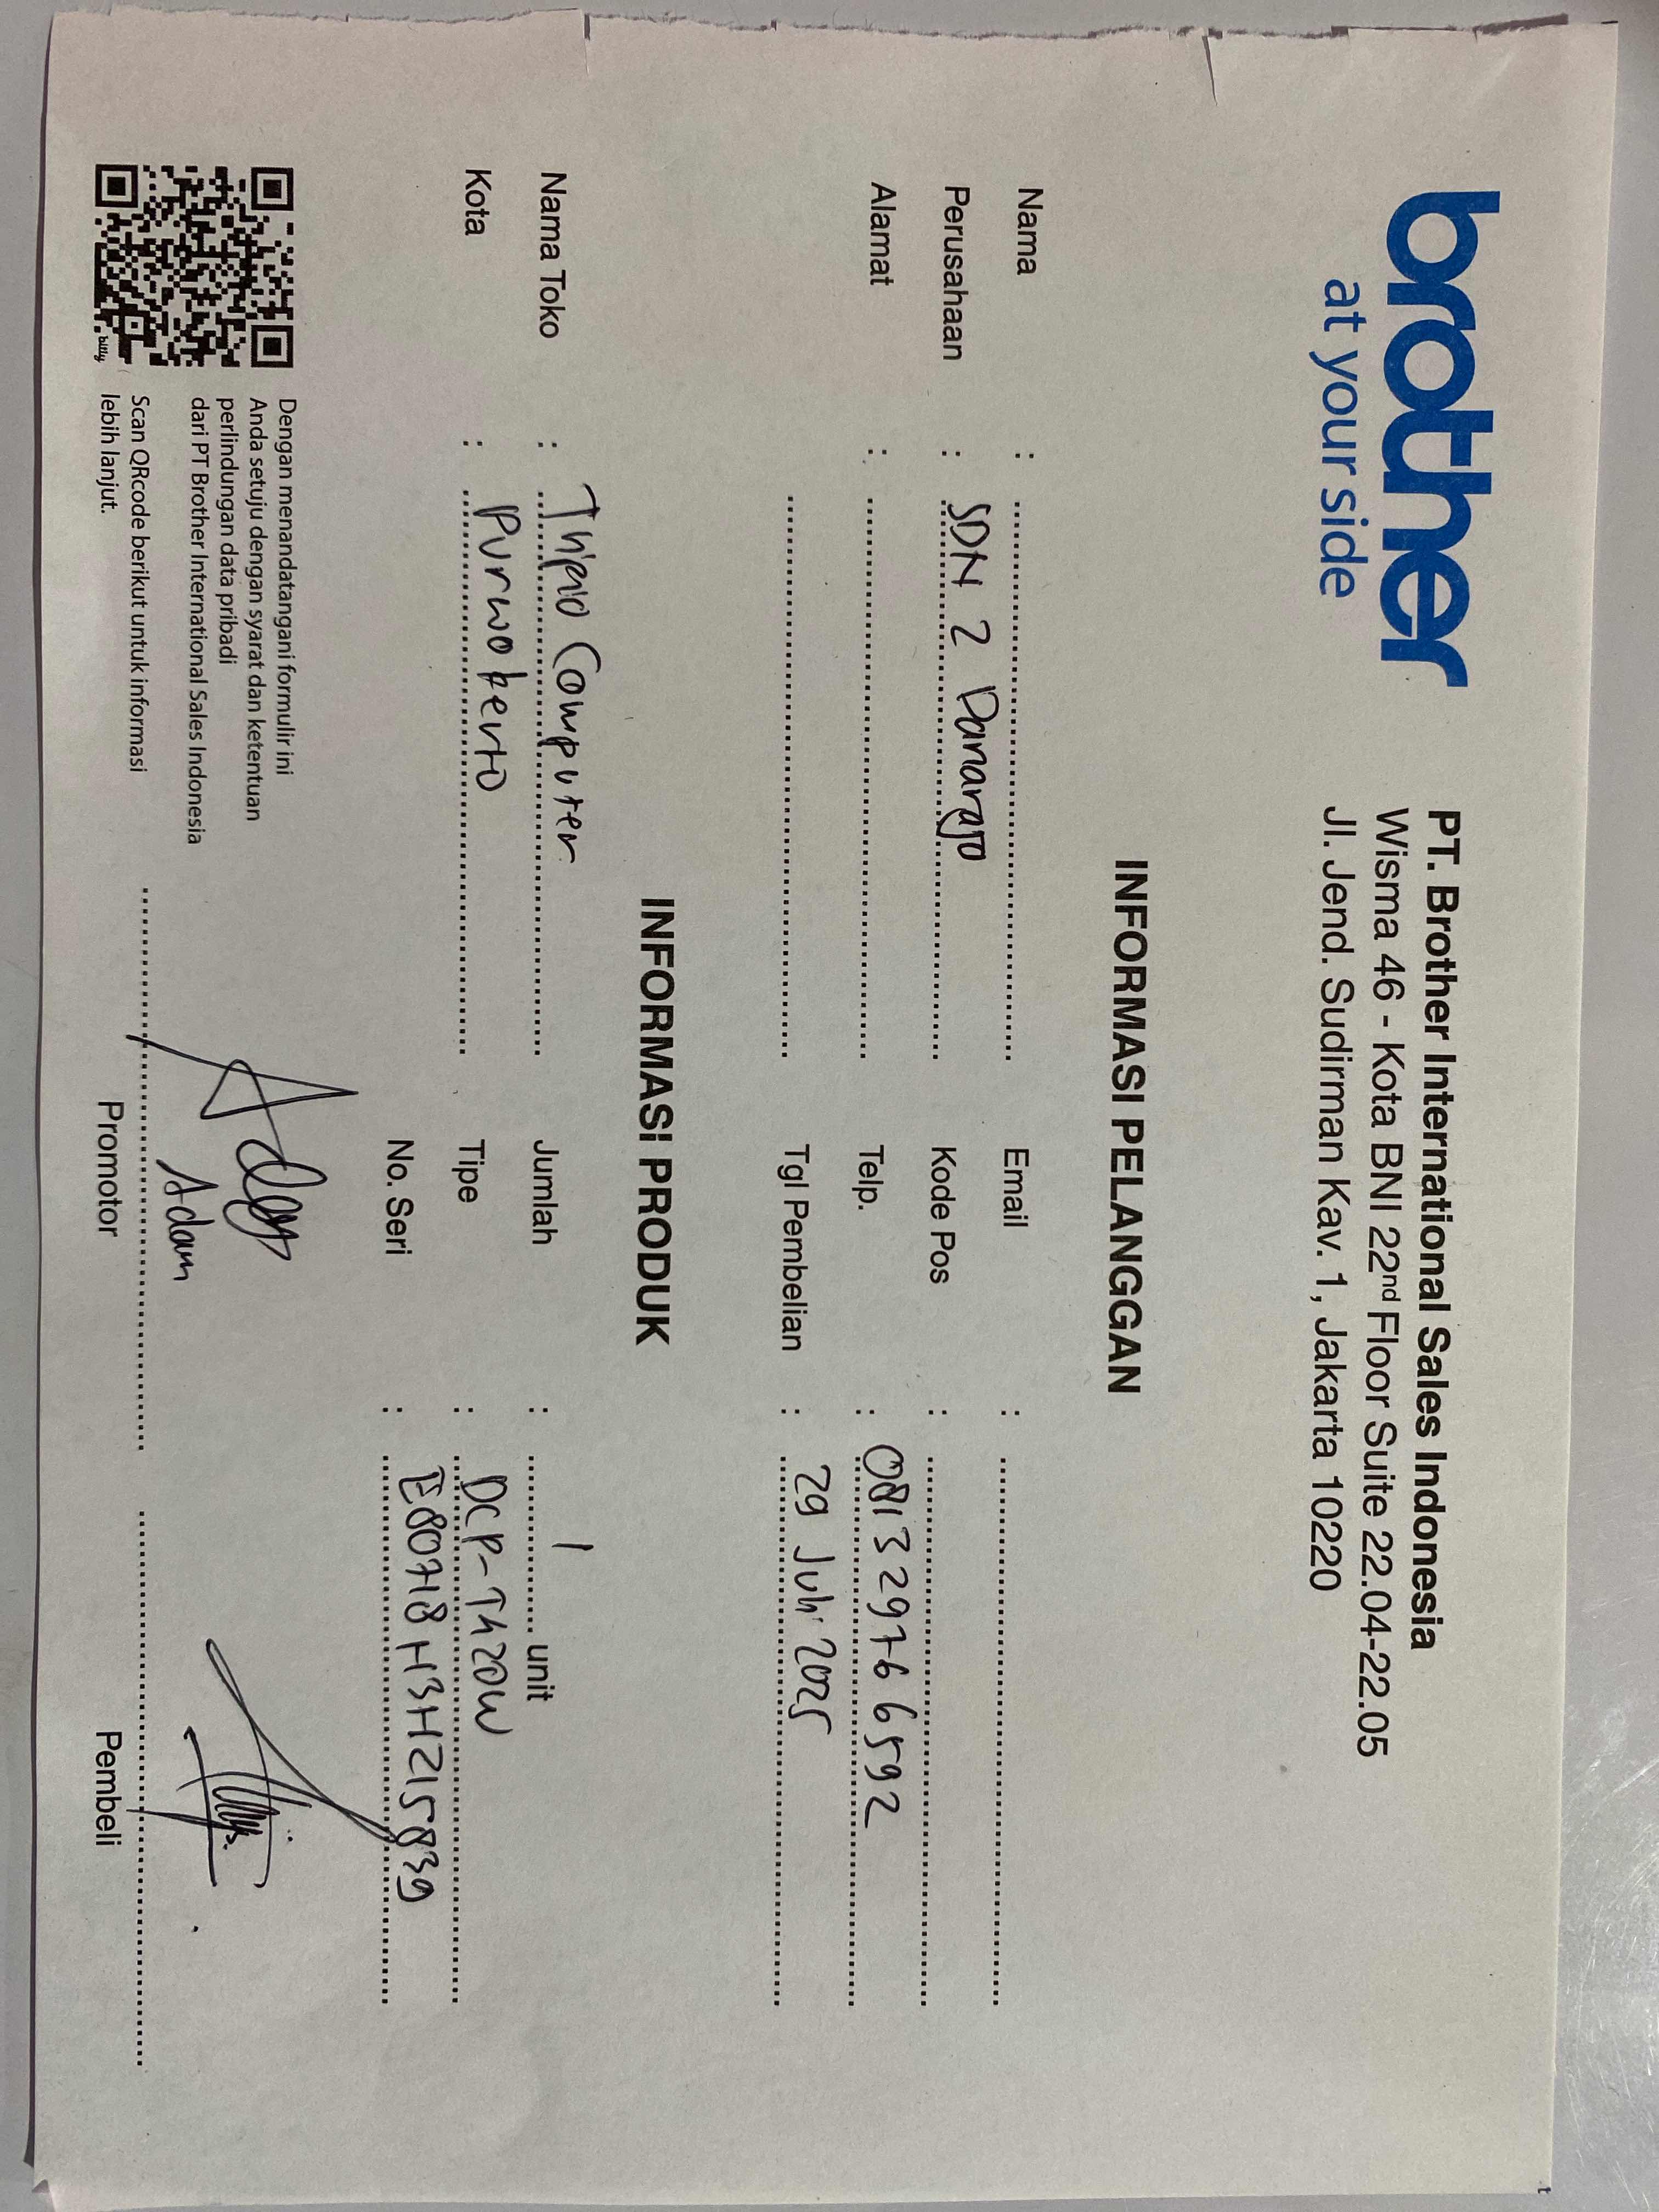 brother
at your side
PT. Brother International Sales Indonesia
Wisma 46 - Kota BNI 22nd Floor Suite 22.04-22.05
Jl. Jend. Sudirman Kav. 1, Jakarta 10220
INFORMASI PELANGGAN
Nama :
Perusahaan : SDN 2 Danarajo
Alamat :
Email :
Kode Pos :
Telp. : 081329766592
Tgl Pembelian : 29 Juli 2025
INFORMASI PRODUK
Nama Toko : Thipio Computer
Kota : Purwokerto
Jumlah : 1 unit
Tipe : DCP-T420W
No. Seri : E80718H3H215839
Dengan menandatangani formulir ini
Anda setuju dengan syarat dan ketentuan
perlindungan data pribadi
dari PT Brother International Sales Indonesia
Scan QRcode berikut untuk informasi
lebih lanjut.
bitly
Adam
Promotor
Pembeli